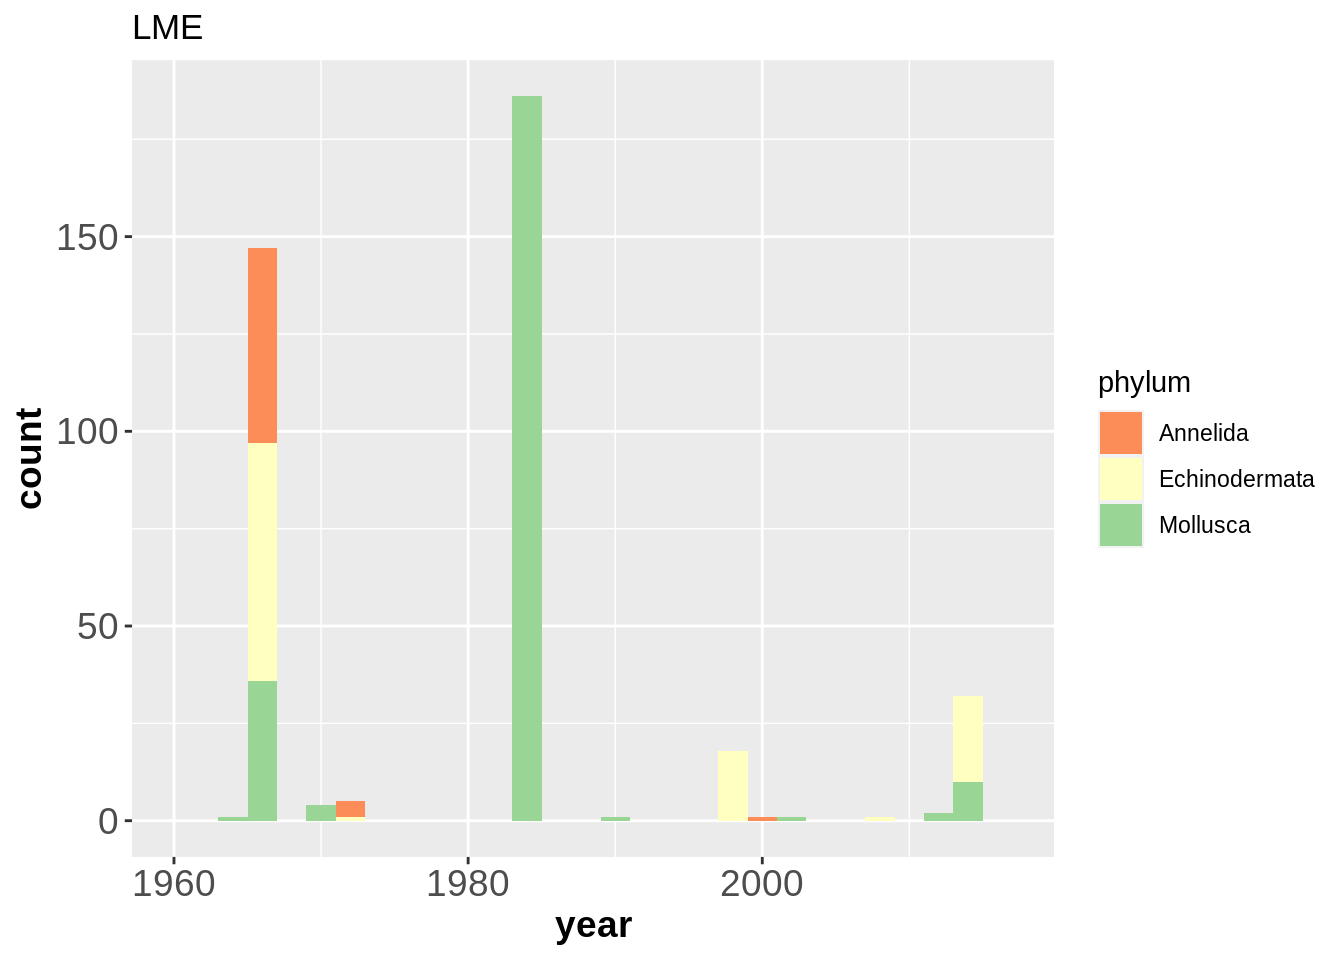 LME
150
100
50
0
count
1960 1980 2000
year
phylum
Annelida
Echinodermata
Mollusca